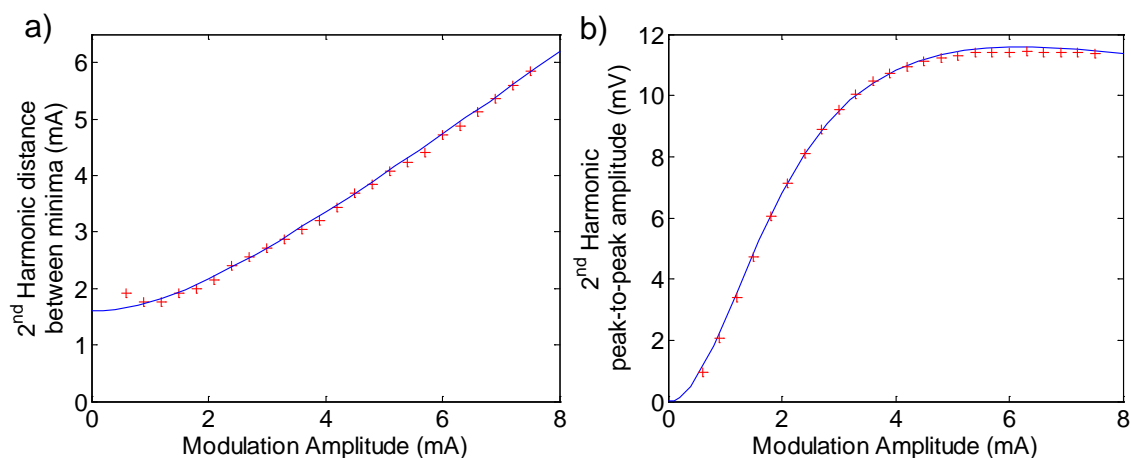 a)
2nd Harmonic distance
between minima (mA)
6
5
4
3
2
1
0
0 2 4 6 8
Modulation Amplitude (mA)
b)
2nd Harmonic
peak-to-peak amplitude (mV)
12
10
8
6
4
2
0
0 2 4 6 8
Modulation Amplitude (mA)